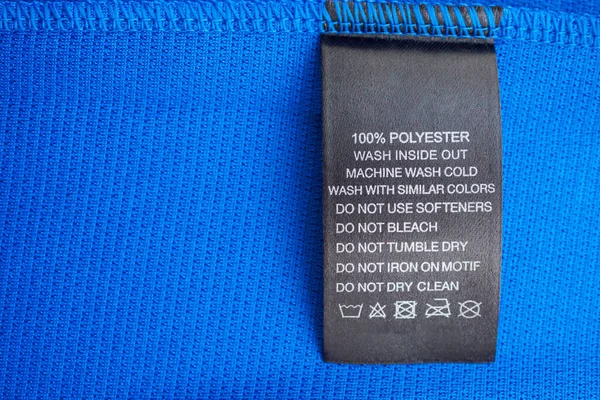 100% POLYESTER
WASH INSIDE OUT
MACHINE WASH COLD
WASH WITH SIMILAR COLORS
DO NOT USE SOFTENERS
DO NOT BLEACH
DO NOT TUMBLE DRY
DO NOT IRON ON MOTIF
DO NOT DRY CLEAN